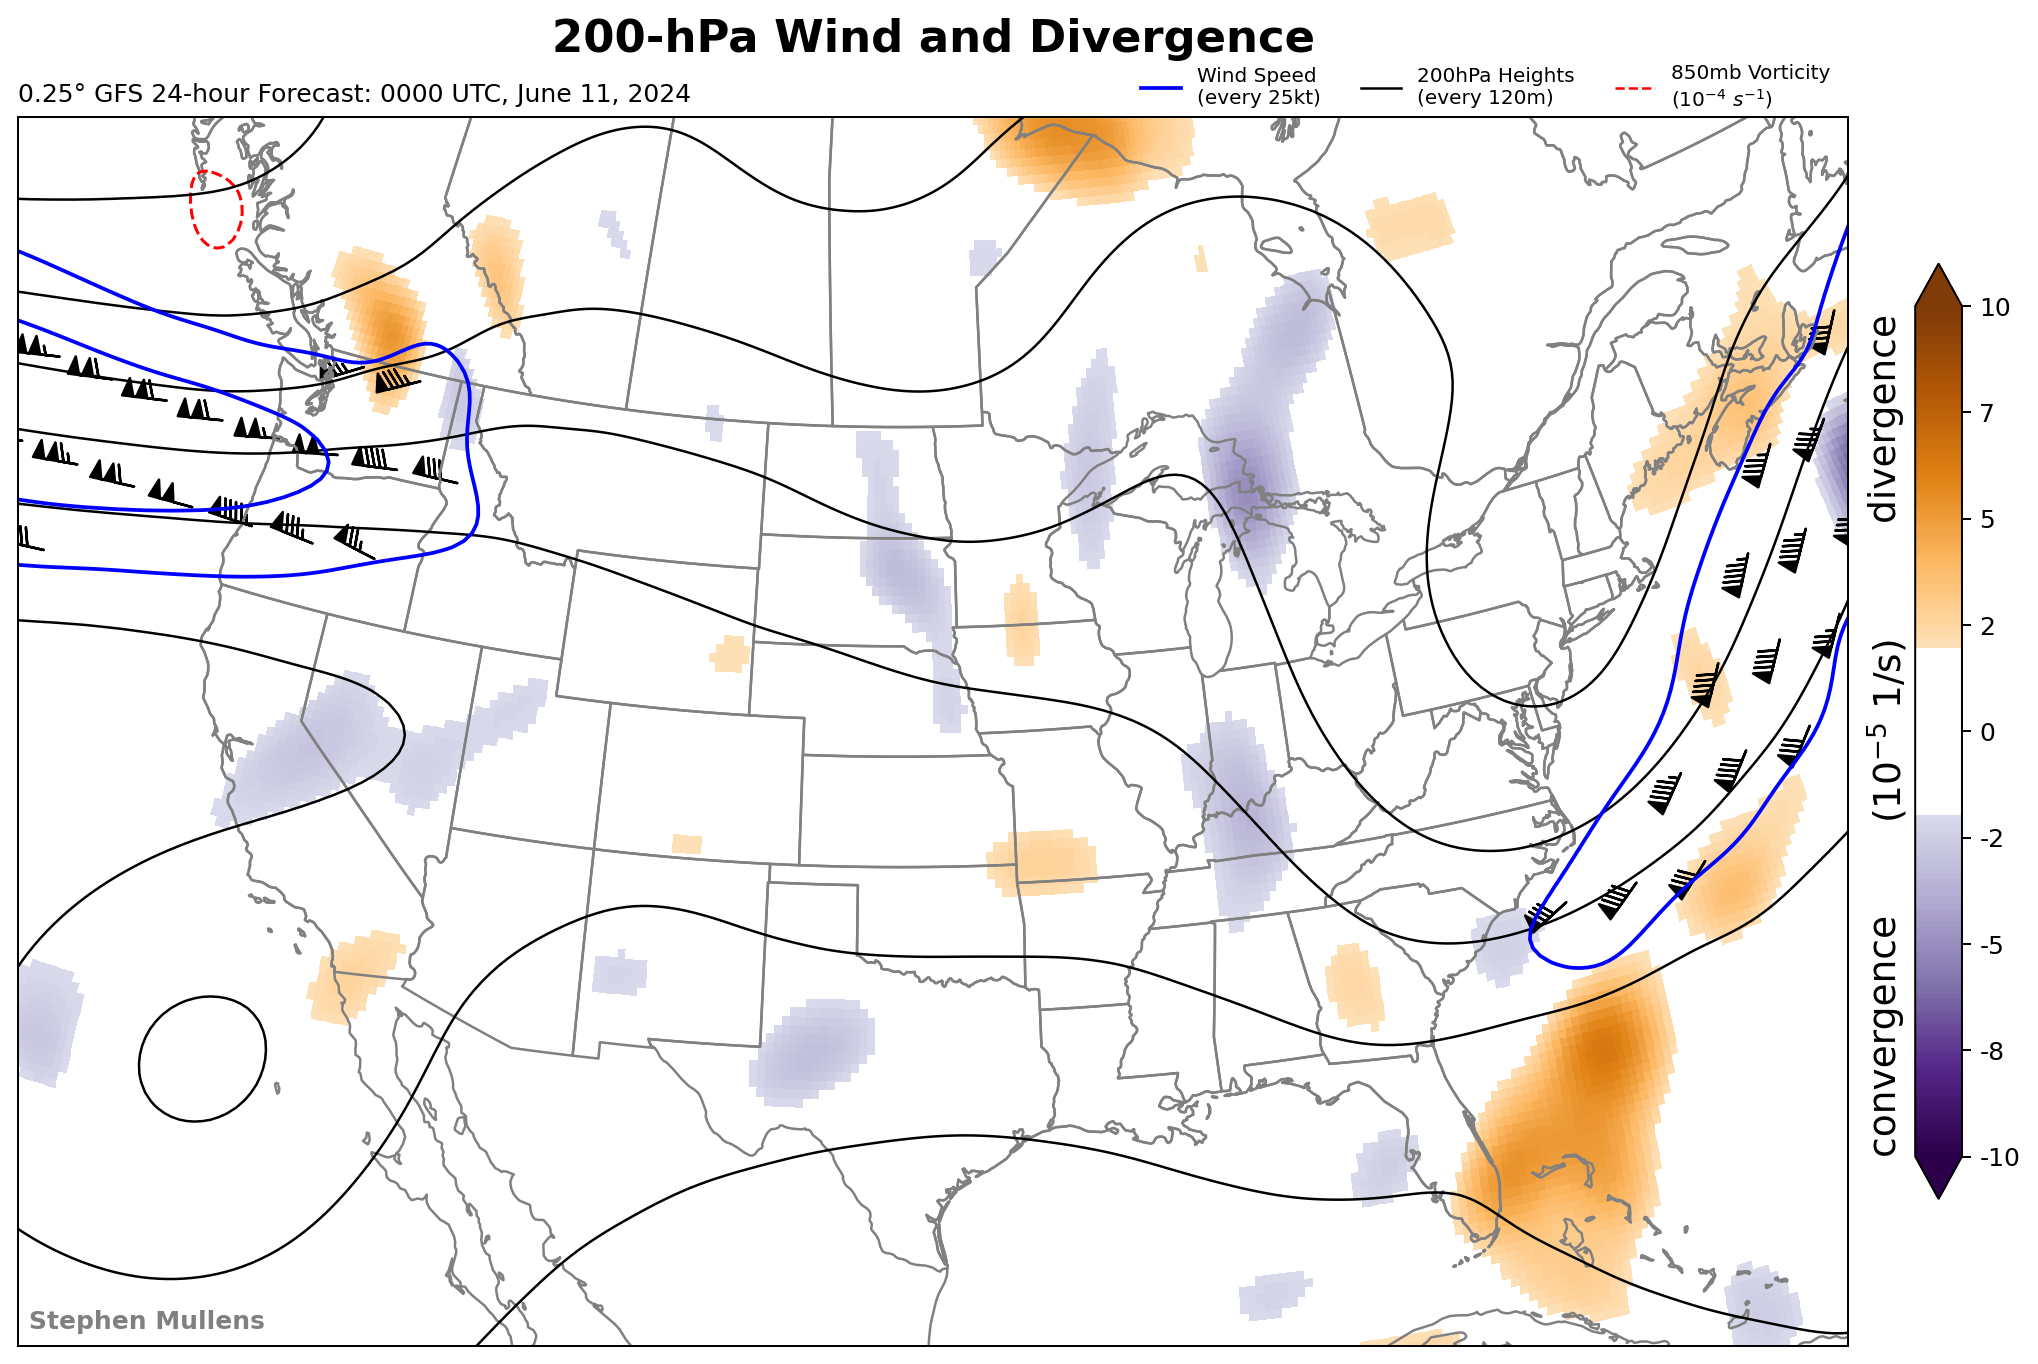 200-hPa Wind and Divergence
0.25° GFS 24-hour Forecast: 0000 UTC, June 11, 2024
Wind Speed
(every 25kt)
200hPa Heights
(every 120m)
850mb Vorticity
(10⁻⁴ s⁻¹)
10
7
5
2
0
-2
-5
-8
-10
convergence (10⁻⁵ 1/s) divergence
Stephen Mullens